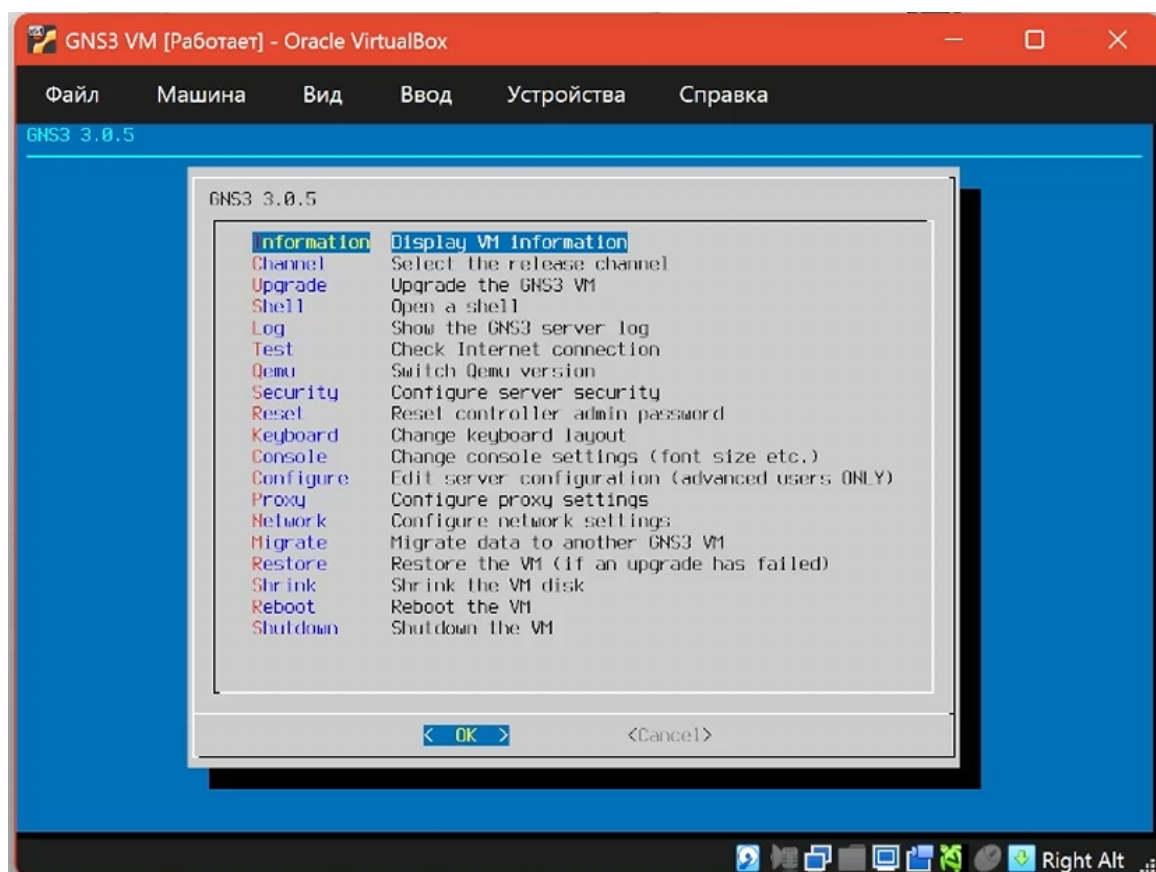 GNS3 VM [Работает] - Oracle VirtualBox
Файл Машина Вид Ввод Устройства Справка
GNS3 3.0.5
GNS3 3.0.5
Information Display VM information
Channel Select the release channel
Upgrade Upgrade the GNS3 VM
Shell Open a shell
Log Show the GNS3 server log
Test Check Internet connection
Qemu Switch Qemu version
Security Configure server security
Reset Reset controller admin password
Keyboard Change keyboard layout
Console Change console settings (font size etc.)
Configure Edit server configuration (advanced users ONLY)
Proxy Configure proxy settings
Network Configure network settings
Migrate Migrate data to another GNS3 VM
Restore Restore the VM (if an upgrade has failed)
Shrink Shrink the VM disk
Reboot Reboot the VM
Shutdown Shutdown the VM
< OK > <Cancel>
Right Alt